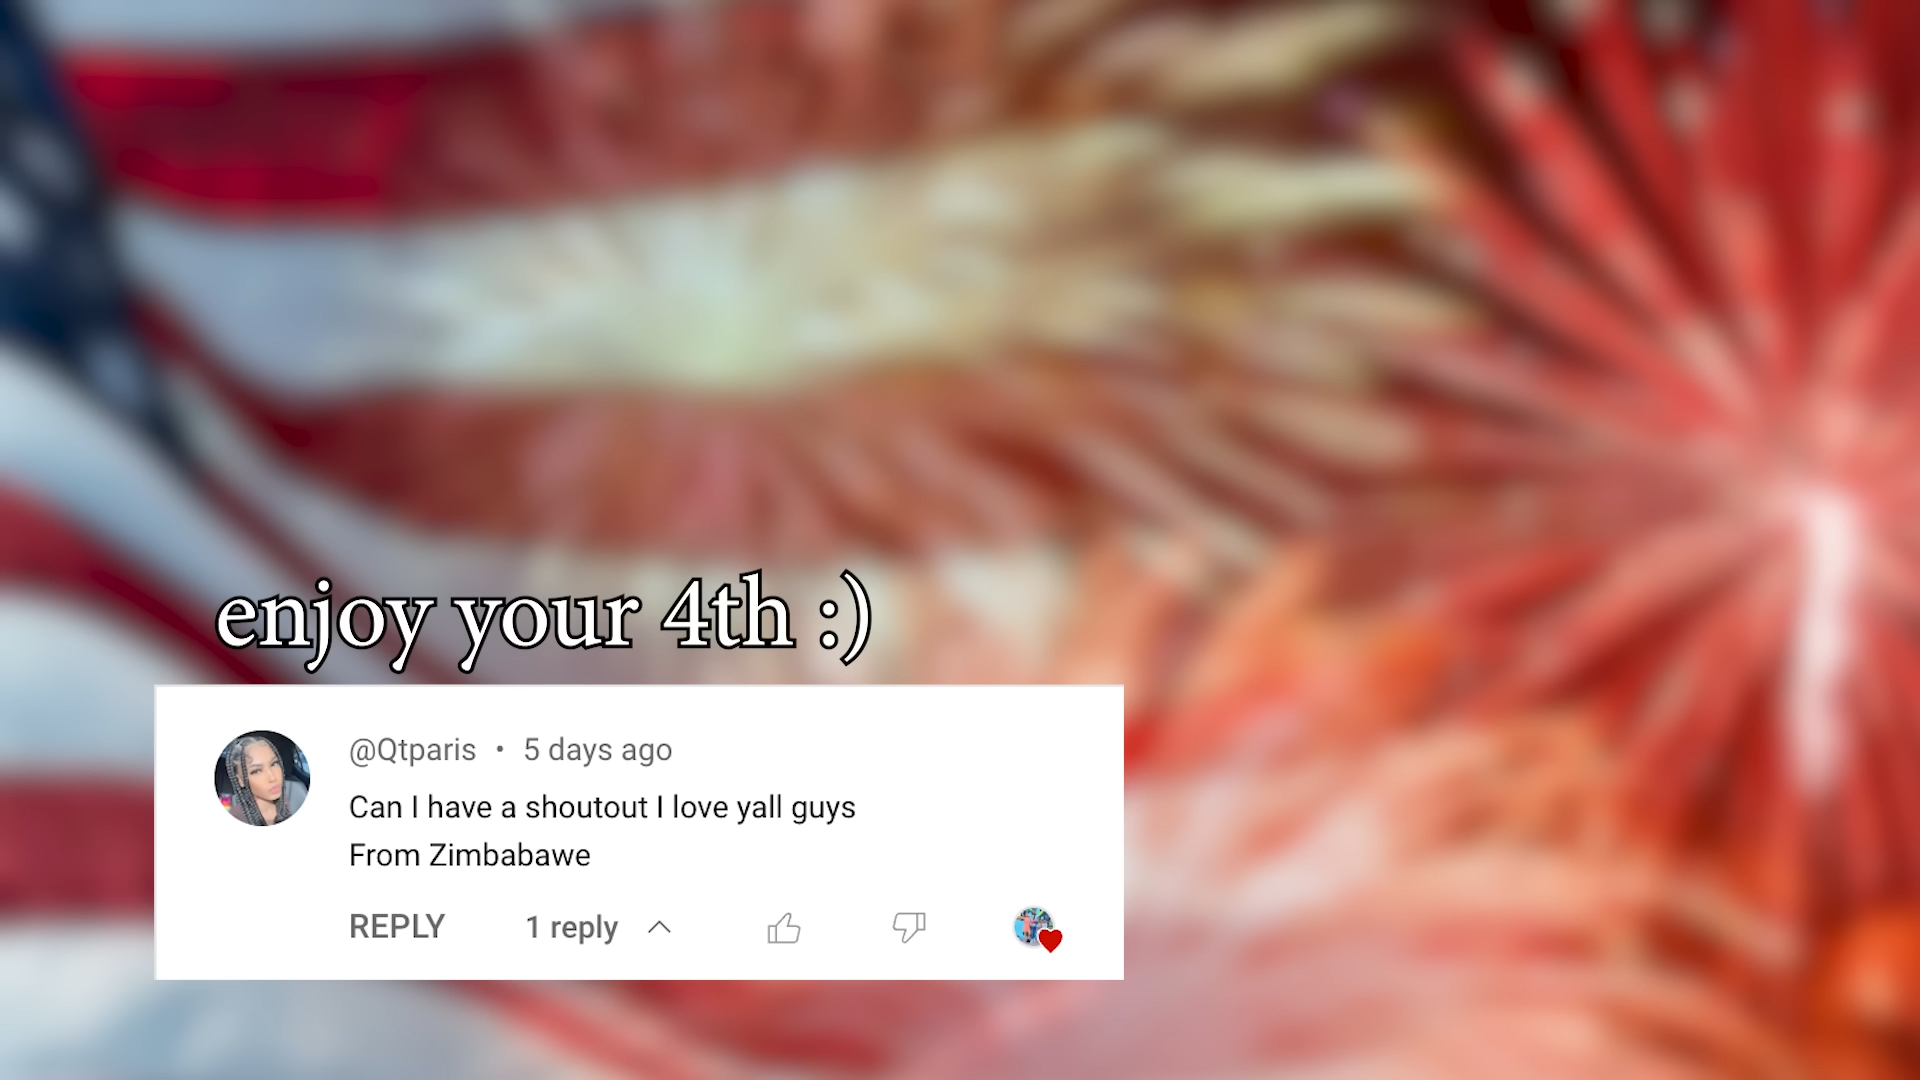 enjoy your 4th :)
@Qtparis • 5 days ago
Can I have a shoutout I love yall guys
From Zimbabawe
REPLY 1 reply